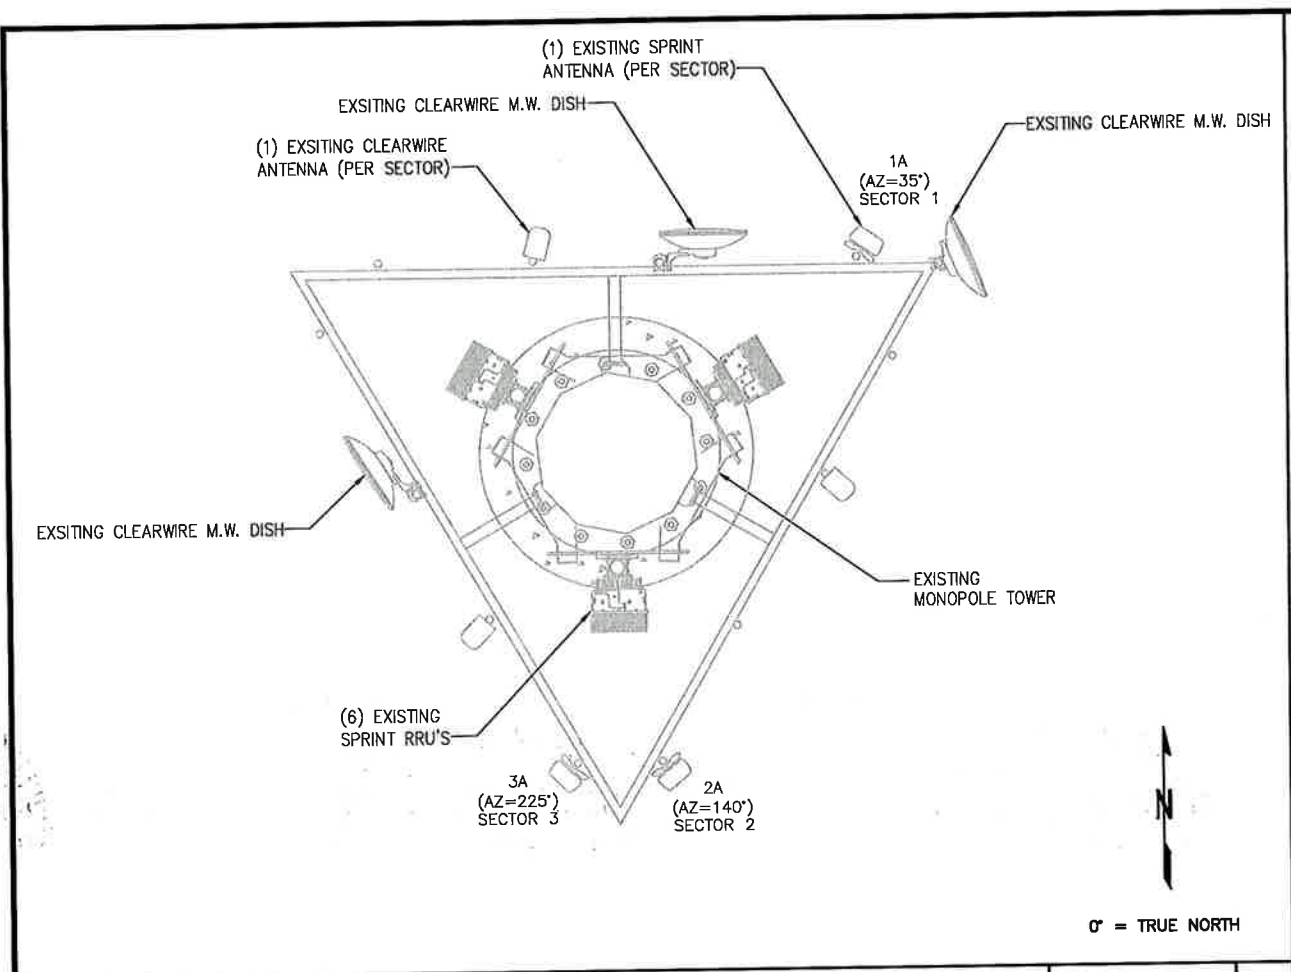 (1) EXISTING SPRINT
ANTENNA (PER SECTOR)
EXSITING CLEARWIRE M.W. DISH
EXSITING CLEARWIRE M.W. DISH
(1) EXSITING CLEARWIRE
ANTENNA (PER SECTOR)
1A
(AZ=35°)
SECTOR 1
EXSITING CLEARWIRE M.W. DISH
EXISTING
MONOPOLE TOWER
(6) EXISTING
SPRINT RRU'S
3A
(AZ=225°)
SECTOR 3
2A
(AZ=140°)
SECTOR 2
N
0° = TRUE NORTH